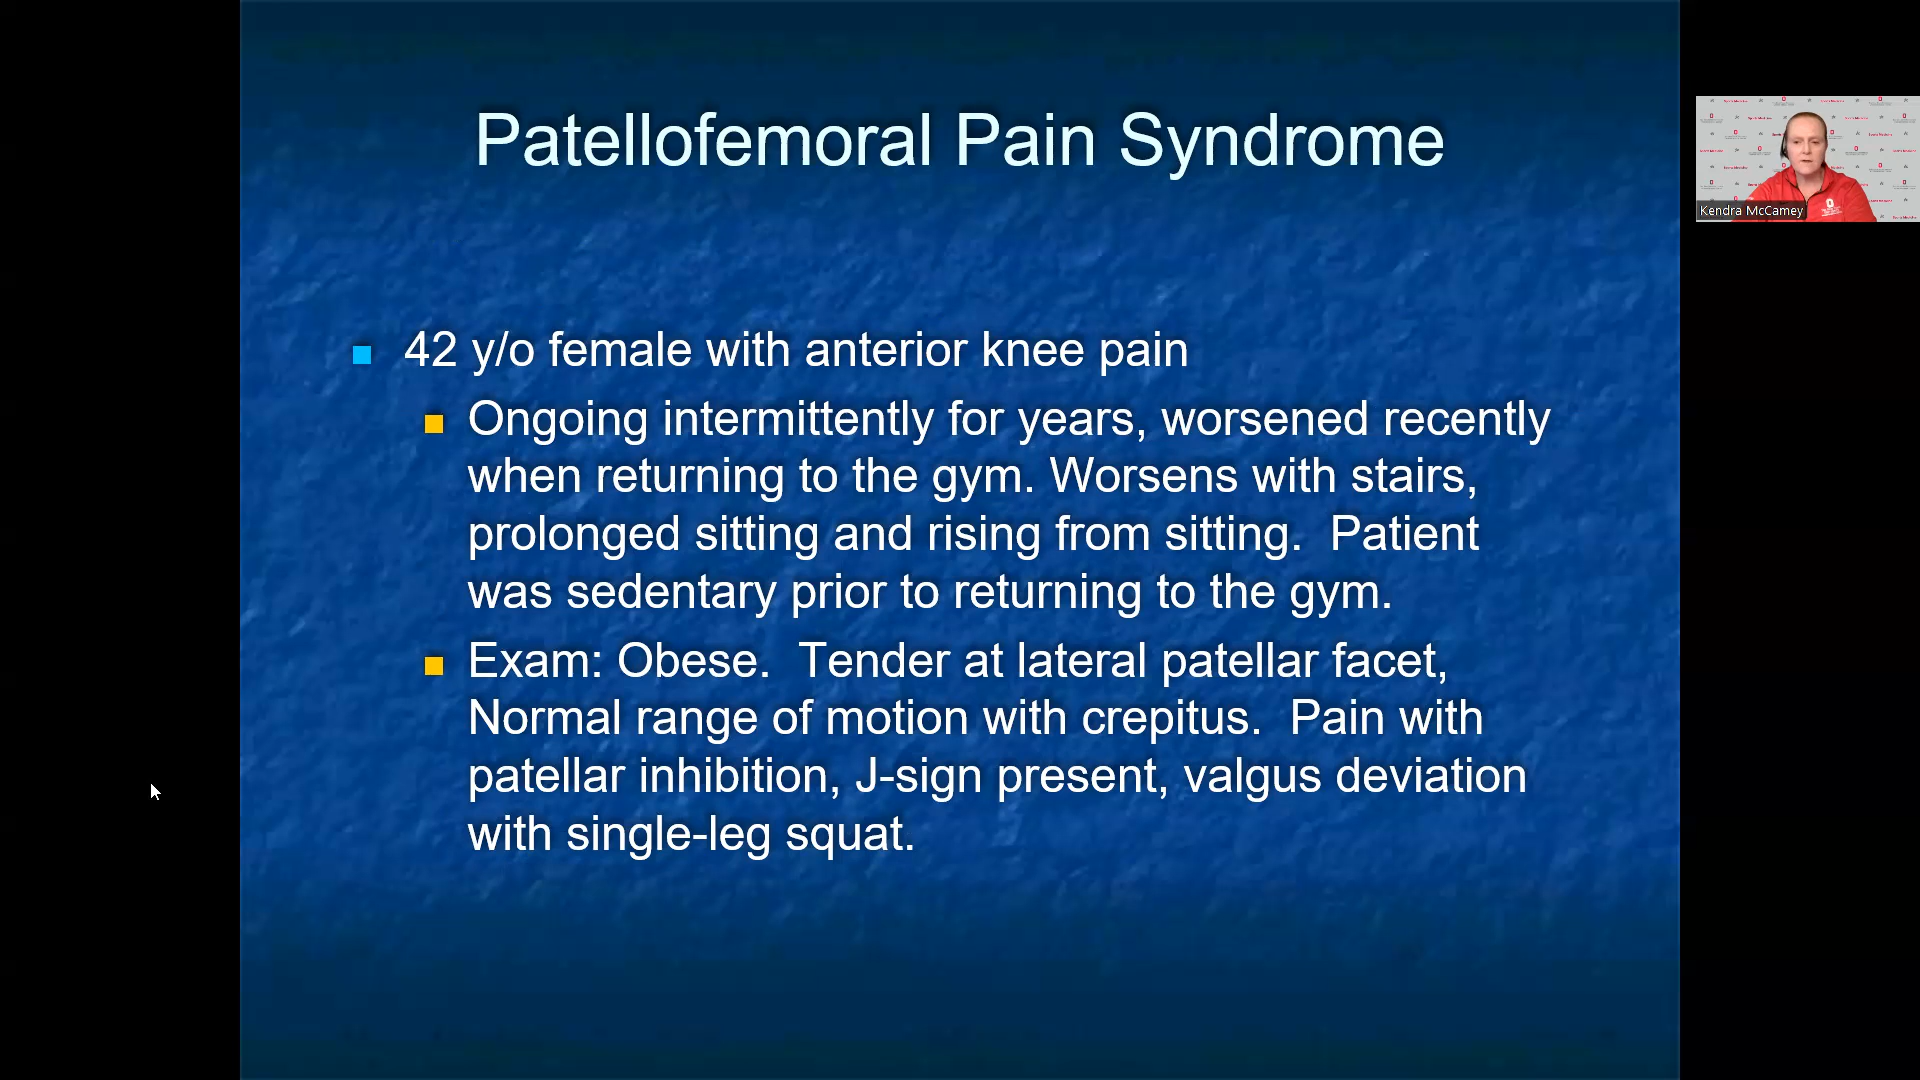 Patellofemoral Pain Syndrome
42 y/o female with anterior knee pain
Ongoing intermittently for years, worsened recently
when returning to the gym. Worsens with stairs,
prolonged sitting and rising from sitting.  Patient
was sedentary prior to returning to the gym.
Exam: Obese.  Tender at lateral patellar facet,
Normal range of motion with crepitus.  Pain with
patellar inhibition, J-sign present, valgus deviation
with single-leg squat.
Kendra McCamey